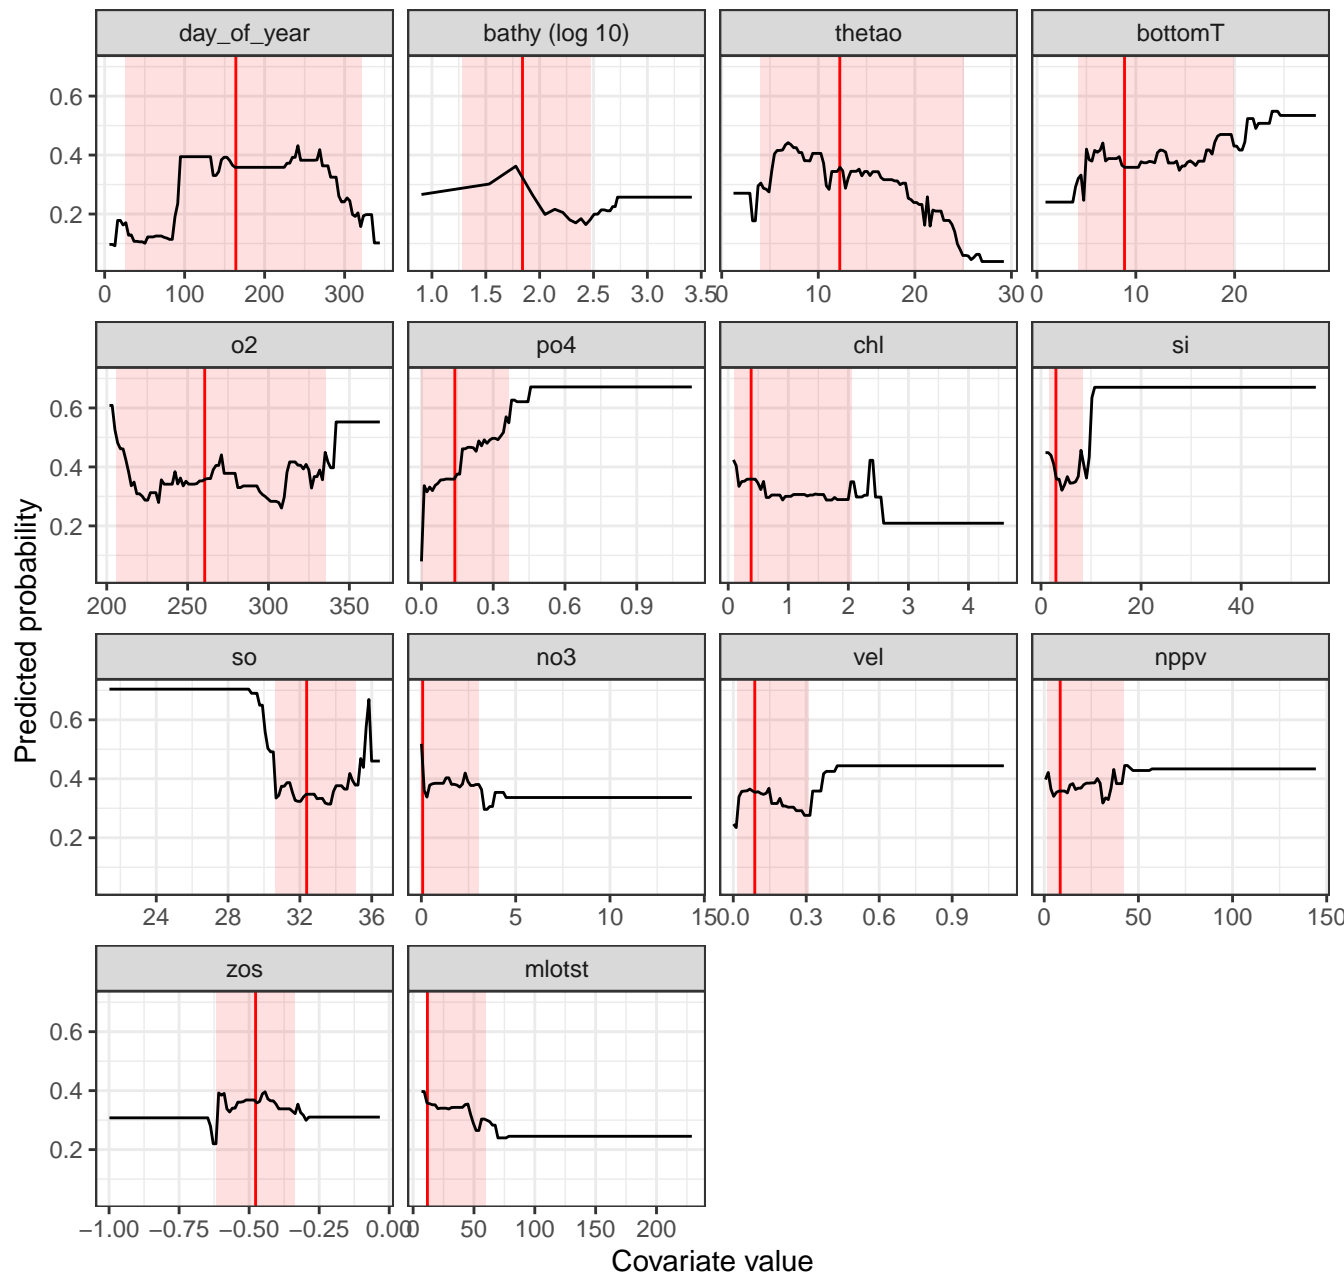 day_of_year bathy (log 10) thetao bottomT
0.6
0.4
0.2
0 100 200 300 1.0 1.5 2.0 2.5 3.0 3.5 0 10 20 30 0 10 20
o2 po4 chl si
0.6
0.4
0.2
200 250 300 350 0.0 0.3 0.6 0.9 0 1 2 3 4 0 20 40
so no3 vel nppv
0.6
0.4
0.2
24 28 32 36 0 5 10 15 0.0 0.3 0.6 0.9 0 50 100 150
zos mlotst
0.6
0.4
0.2
−1.00 −0.75 −0.50 −0.25 0.00 0 50 100 150 200
Predicted probability
Covariate value